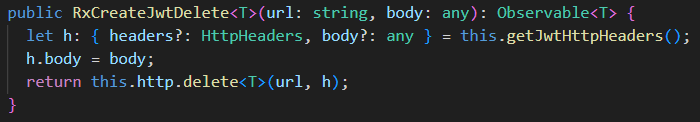 public RxCreateJwtDelete<T>(url: string, body: any): Observable<T> {
  let h: { headers?: HttpHeaders, body?: any } = this.getJwtHttpHeaders();
  h.body = body;
  return this.http.delete<T>(url, h);
}